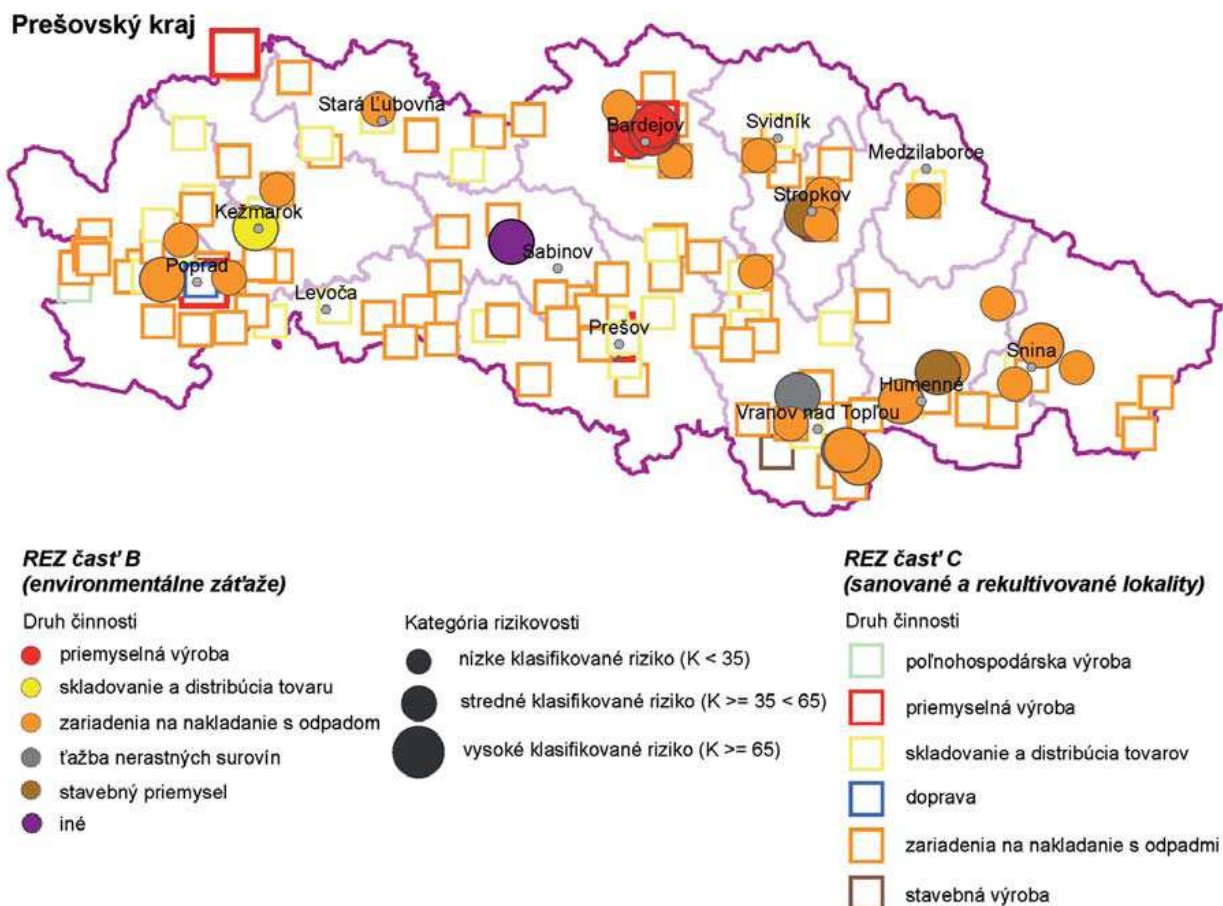 Prešovský kraj
Stará Ľubovňa
Bardejov
Svidník
Medzilaborce
Stropkov
Kežmarok
Sabinov
Poprad
Levoča
Prešov
Snina
Humenné
Vranov nad Topľou
REZ časť B
(environmentálne záťaže)
Druh činnosti
priemyselná výroba
skladovanie a distribúcia tovaru
zariadenia na nakladanie s odpadom
ťažba nerastných surovín
stavebný priemysel
iné
Kategória rizikovosti
nízke klasifikované riziko (K < 35)
stredné klasifikované riziko (K >= 35 < 65)
vysoké klasifikované riziko (K >= 65)
REZ časť C
(sanované a rekultivované lokality)
Druh činnosti
poľnohospodárska výroba
priemyselná výroba
skladovanie a distribúcia tovarov
doprava
zariadenia na nakladanie s odpadmi
stavebná výroba